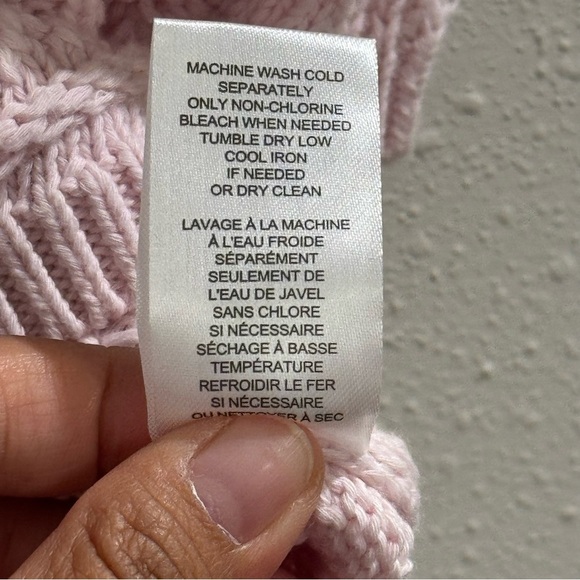 MACHINE WASH COLD
SEPARATELY
ONLY NON-CHLORINE
BLEACH WHEN NEEDED
TUMBLE DRY LOW
COOL IRON
IF NEEDED
OR DRY CLEAN
LAVAGE À LA MACHINE
À L'EAU FROIDE
SÉPARÉMENT
SEULEMENT DE
L'EAU DE JAVEL
SANS CHLORE
SI NÉCESSAIRE
SÉCHAGE À BASSE
TEMPÉRATURE
REFROIDIR LE FER
SI NÉCESSAIRE
OU NETTOYER À SEC